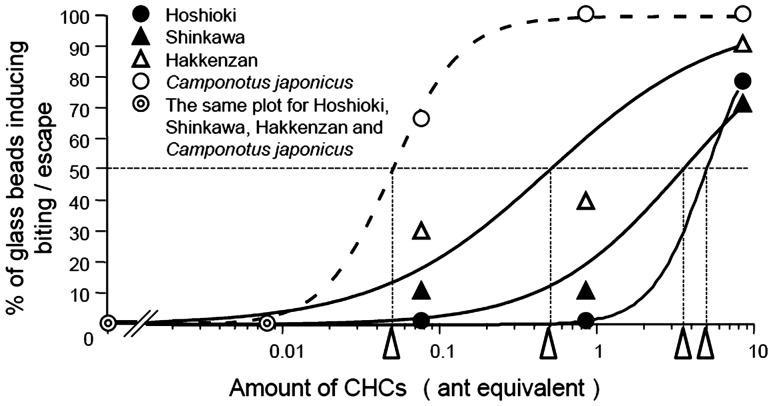 % of glass beads inducing
biting / escape
100
90
80
70
60
50
40
30
20
10
0
Hoshioki
Shinkawa
Hakkenzan
Camponotus japonicus
The same plot for Hoshioki,
Shinkawa, Hakkenzan and
Camponotus japonicus
0.01
0.1
1
10
Amount of CHCs ( ant equivalent )